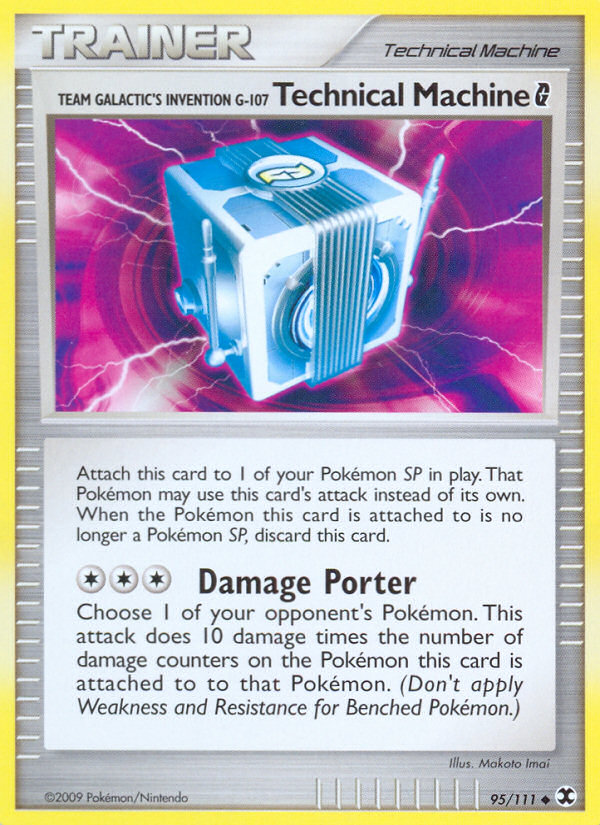 TRAINER
Technical Machine
TEAM GALACTIC'S INVENTION G-107 Technical Machine G
Attach this card to 1 of your Pokémon SP in play. That
Pokémon may use this card's attack instead of its own.
When the Pokémon this card is attached to is no
longer a Pokémon SP, discard this card.
Damage Porter
Choose 1 of your opponent's Pokémon. This
attack does 10 damage times the number of
damage counters on the Pokémon this card is
attached to to that Pokémon. (Don't apply
Weakness and Resistance for Benched Pokémon.)
Illus. Makoto Imai
©2009 Pokémon/Nintendo
95/111